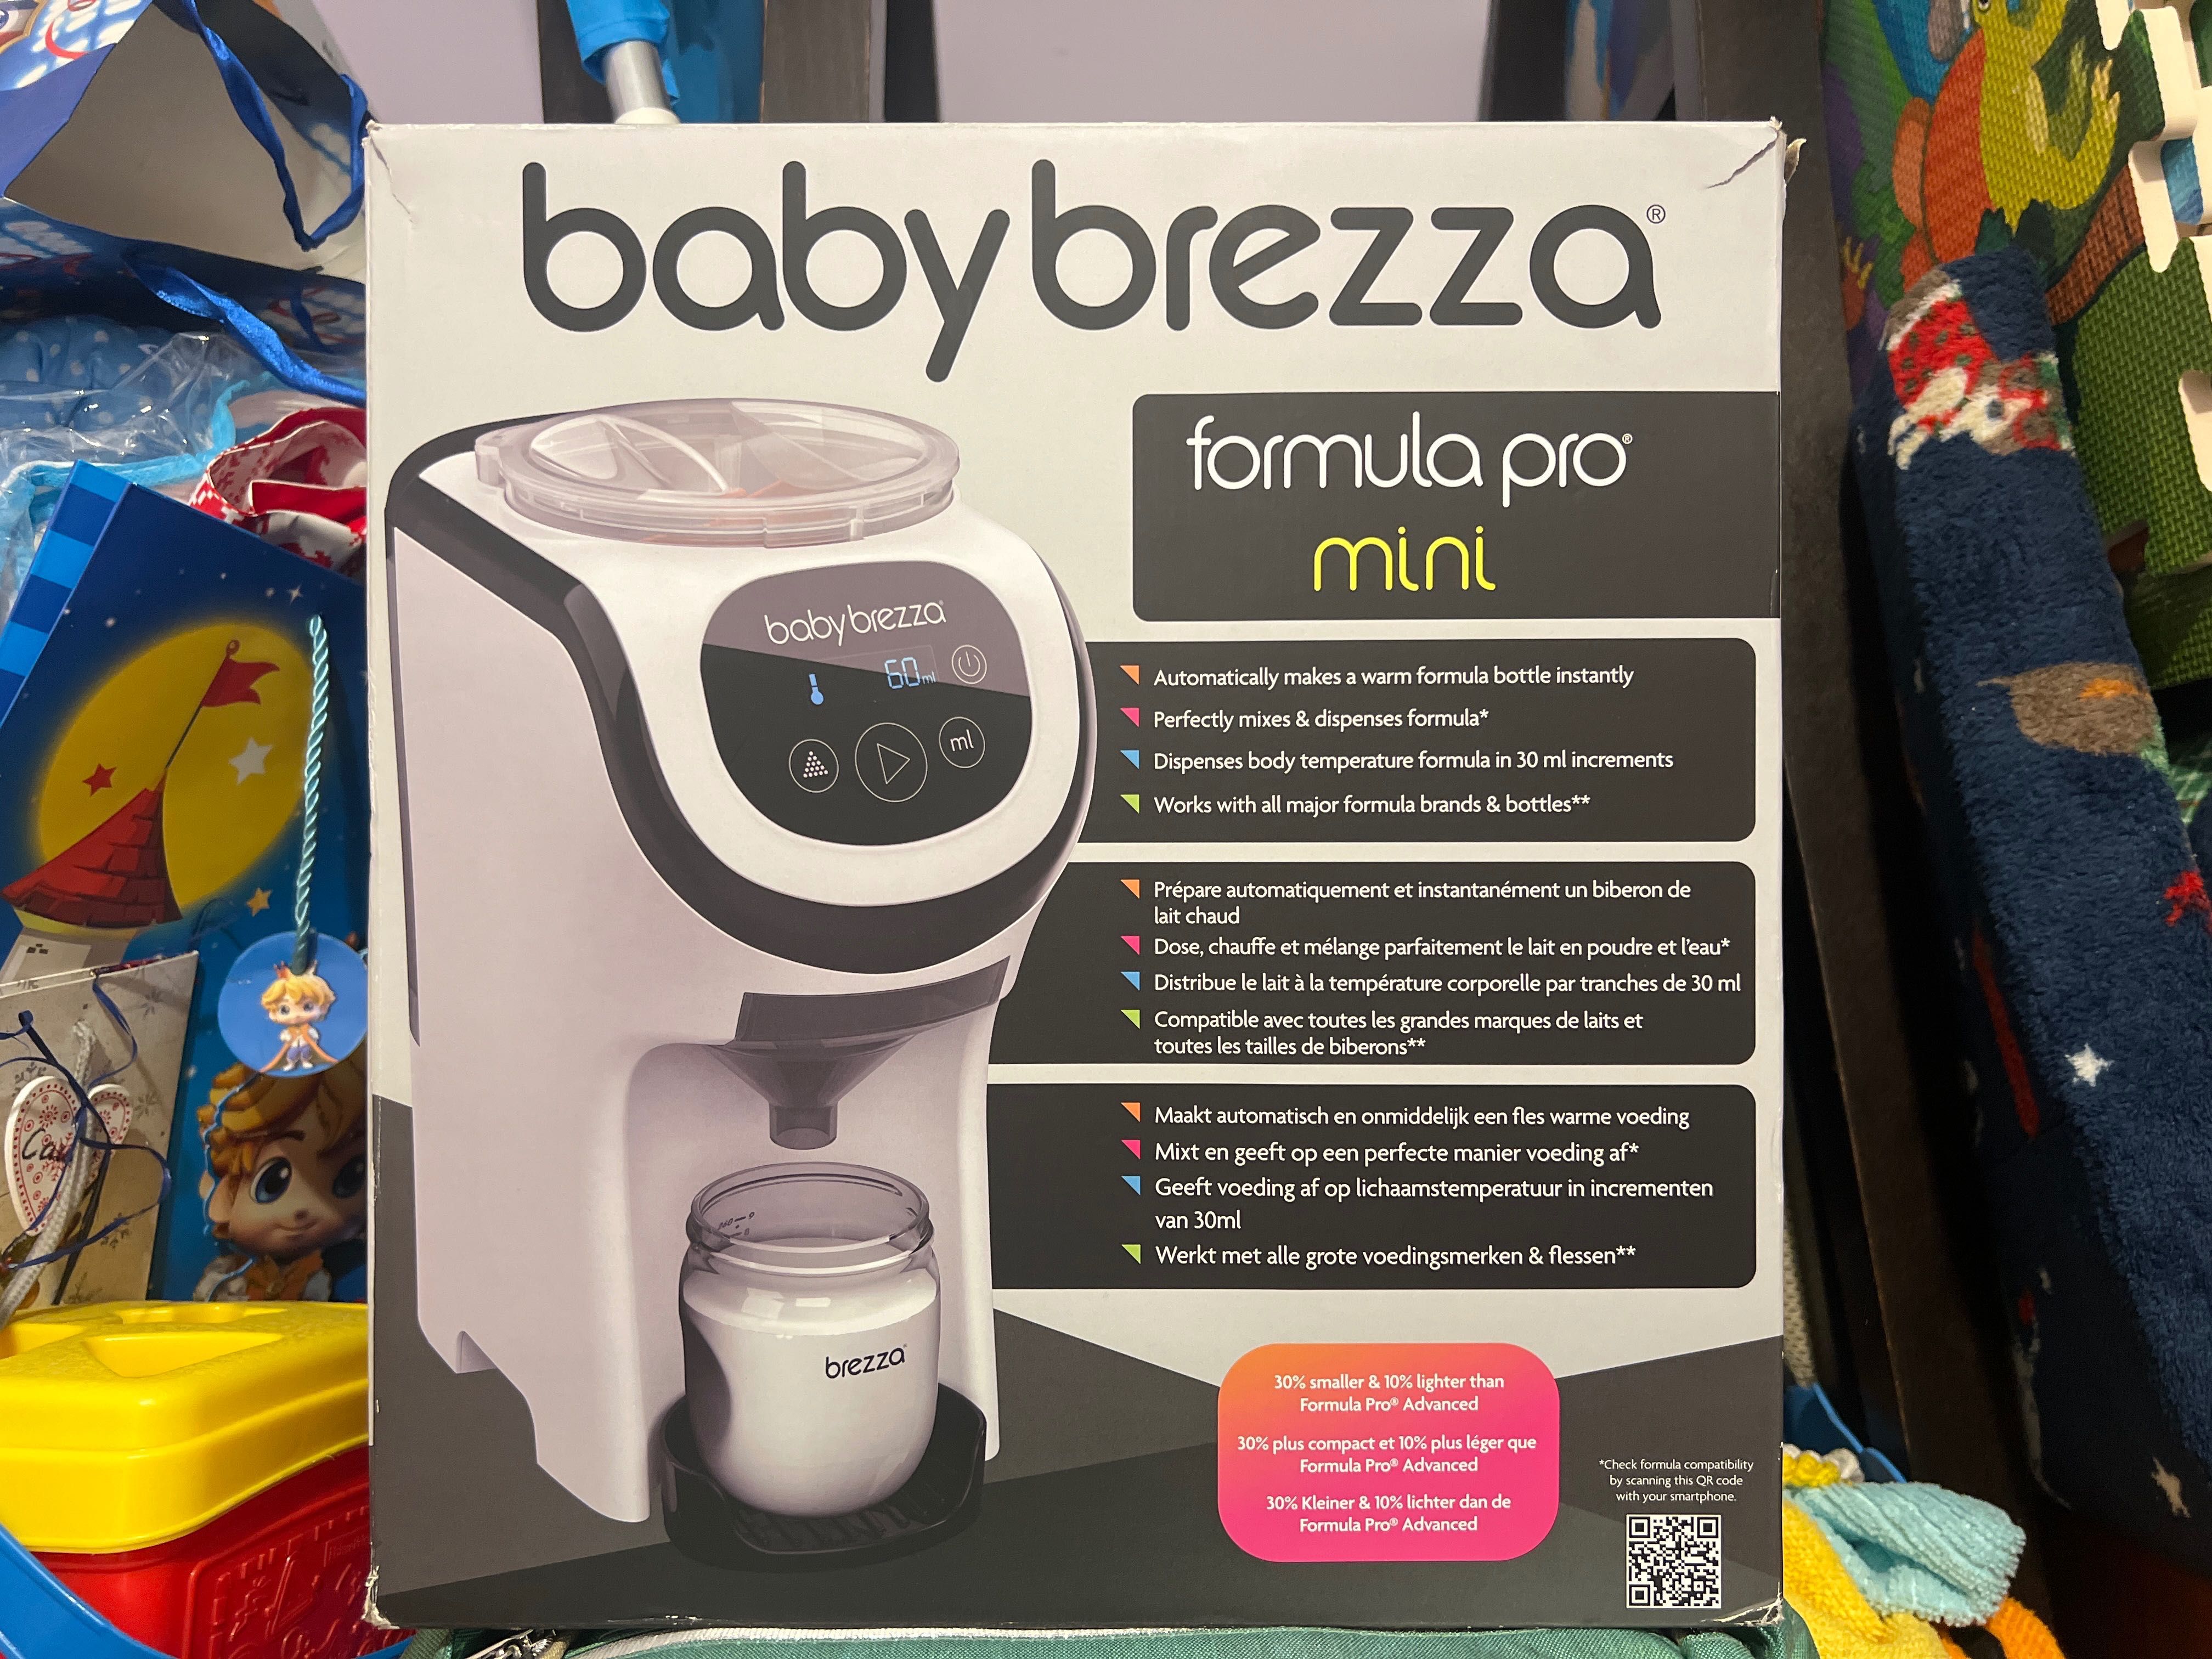 babybrezza®
formula pro®
mini
babybrezza
60ml
ml
Automatically makes a warm formula bottle instantly
Perfectly mixes & dispenses formula*
Dispenses body temperature formula in 30 ml increments
Works with all major formula brands & bottles**
Prépare automatiquement et instantanément un biberon de
lait chaud
Dose, chauffe et mélange parfaitement le lait en poudre et l'eau*
Distribue le lait à la température corporelle par tranches de 30 ml
Compatible avec toutes les grandes marques de laits et
toutes les tailles de biberons**
Maakt automatisch en onmiddelijk een fles warme voeding
Mixt en geeft op een perfecte manier voeding af*
Geeft voeding af op lichaamstemperatuur in incrementen
van 30ml
Werkt met alle grote voedingsmerken & flessen**
brezza
30% smaller & 10% lighter than
Formula Pro® Advanced
30% plus compact et 10% plus léger que
Formula Pro® Advanced
30% Kleiner & 10% lichter dan de
Formula Pro® Advanced
*Check formula compatibility
by scanning this QR code
with your smartphone.